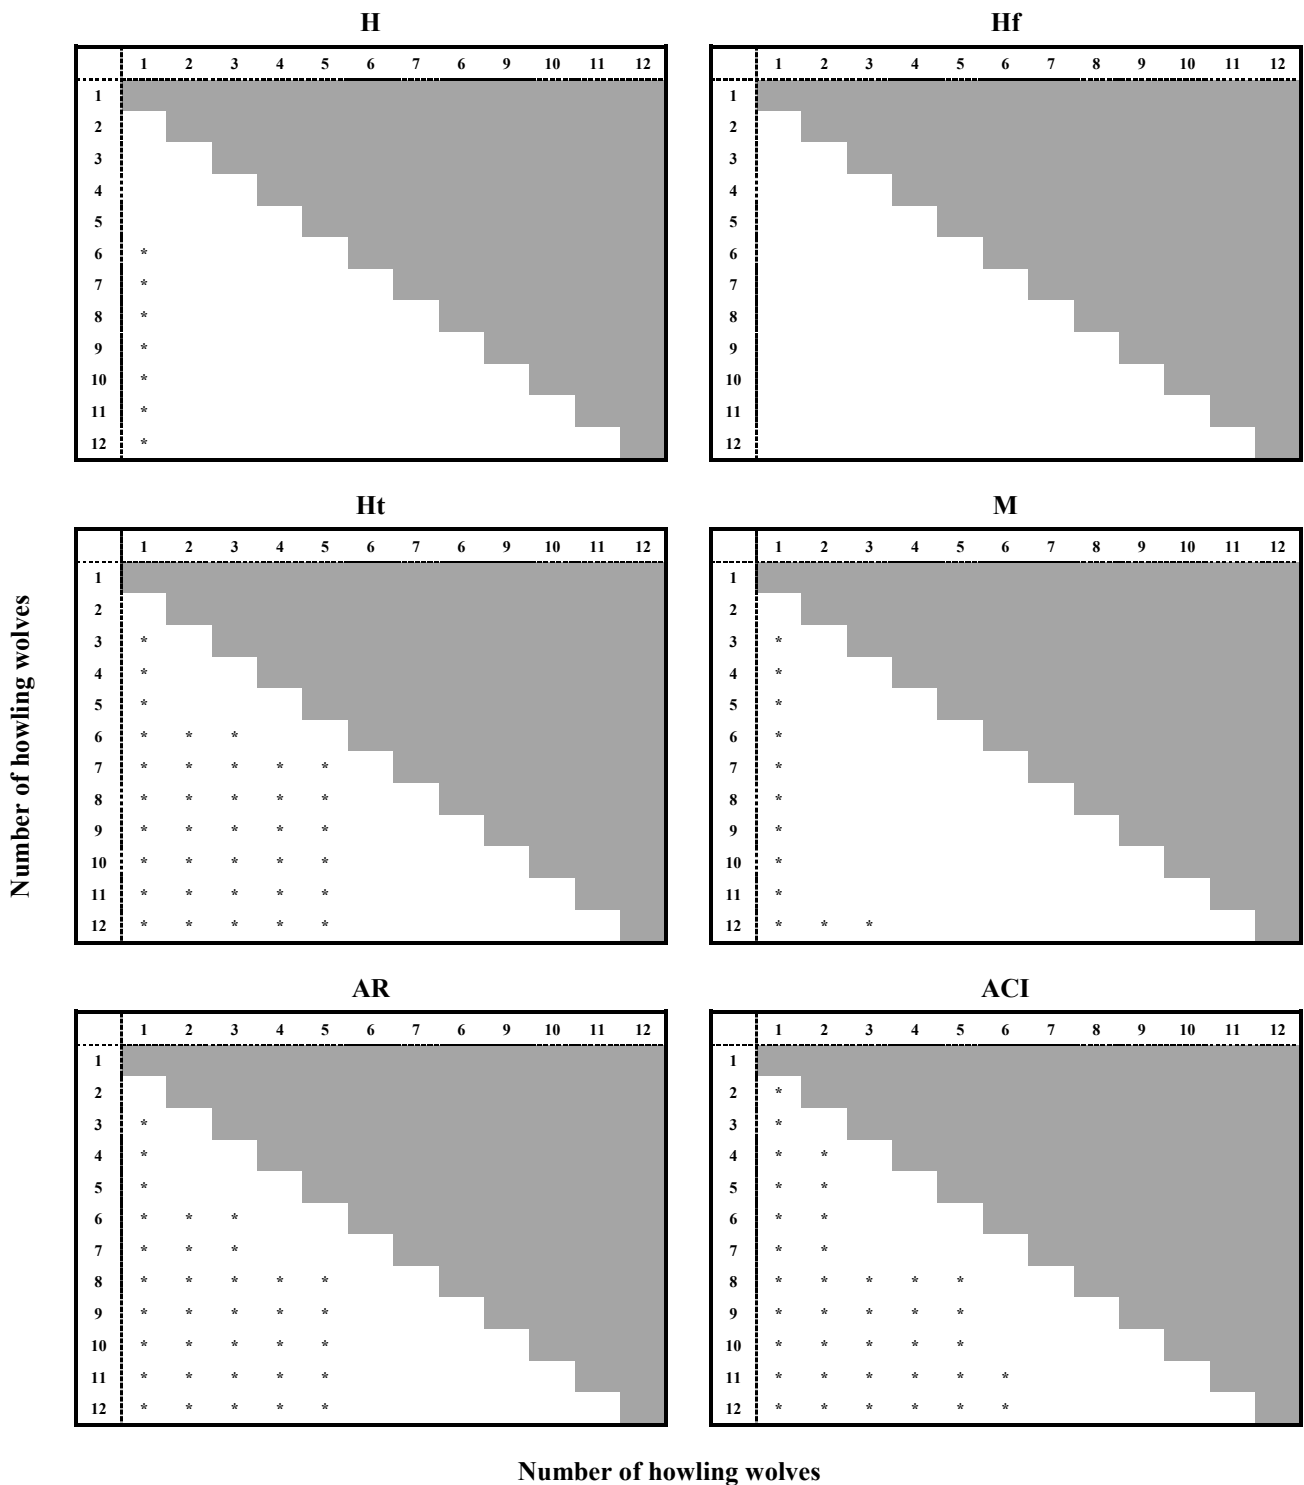 H
1 2 3 4 5 6 7 6 9 10 11 12
1
2
3
4
5
6 *
7 *
8 *
9 *
10 *
11 *
12 *
Hf
1 2 3 4 5 6 7 8 9 10 11 12
1
2
3
4
5
6
7
8
9
10
11
12
Number of howling wolves
Ht
1 2 3 4 5 6 7 6 9 10 11 12
1
2
3 *
4 *
5 *
6 * * *
7 * * * * *
8 * * * * *
9 * * * * *
10 * * * * *
11 * * * * *
12 * * * * *
M
1 2 3 4 5 6 7 8 9 10 11 12
1
2
3 *
4 *
5 *
6 *
7 *
8 *
9 *
10 *
11 *
12 * * *
AR
1 2 3 4 5 6 7 6 9 10 11 12
1
2
3 *
4 *
5 *
6 * * *
7 * * *
8 * * * * *
9 * * * * *
10 * * * * *
11 * * * * *
12 * * * * *
ACI
1 2 3 4 5 6 7 8 9 10 11 12
1
2 *
3 *
4 * *
5 * *
6 * *
7 * *
8 * * * * *
9 * * * * *
10 * * * * *
11 * * * * * *
12 * * * * * *
Number of howling wolves